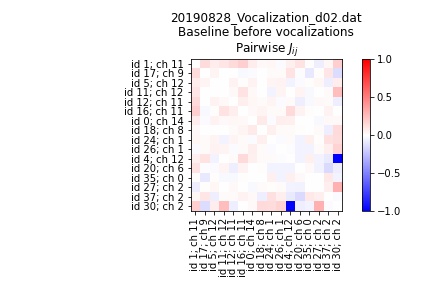 20190828_Vocalization_d02.dat
Baseline before vocalizations
Pairwise J_{ij}
id 1; ch 11
id 17; ch 9
id 5; ch 12
id 11; ch 12
id 12; ch 11
id 16; ch 11
id 0; ch 14
id 18; ch 8
id 24; ch 1
id 26; ch 1
id 4; ch 12
id 20; ch 6
id 35; ch 0
id 27; ch 2
id 37; ch 2
id 30; ch 2
id 1; ch 11
id 17; ch 9
id 5; ch 12
id 11; ch 12
id 12; ch 11
id 16; ch 11
id 0; ch 14
id 18; ch 8
id 24; ch 1
id 26; ch 1
id 4; ch 12
id 20; ch 6
id 35; ch 0
id 27; ch 2
id 37; ch 2
id 30; ch 2
1.0
0.5
0.0
−0.5
−1.0